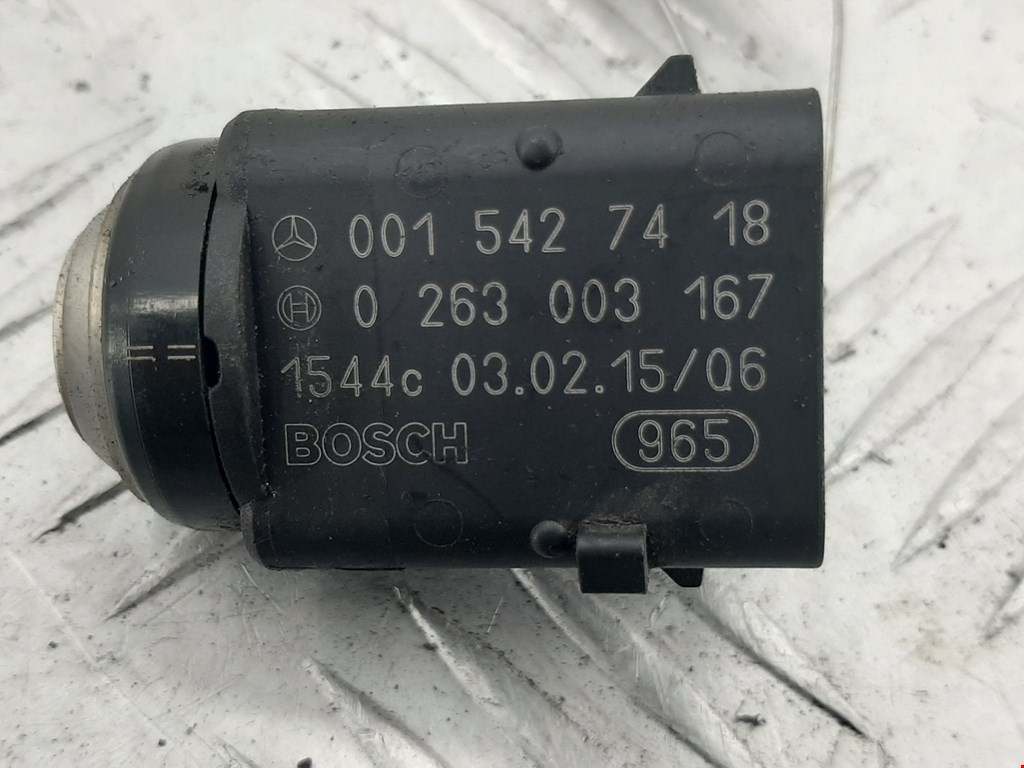 001 542 74 18
0 263 003 167
1544c 03.02.15/06
BOSCH 965